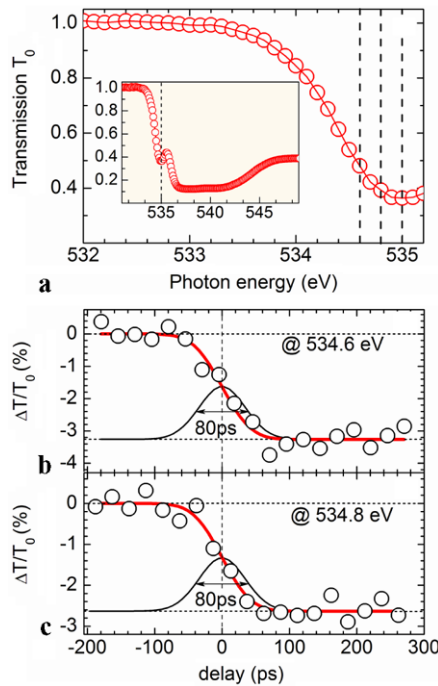 Transmission T0
1.0
0.8
0.6
0.4
1.0
0.8
0.6
0.4
0.2
535
540
545
532
533
534
535
Photon energy (eV)
a
ΔT/T0 (%)
0
-1
-2
-3
-4
@ 534.6 eV
80ps
b
ΔT/T0 (%)
0
-1
-2
-3
@ 534.8 eV
80ps
c
-200
-100
0
100
200
300
delay (ps)